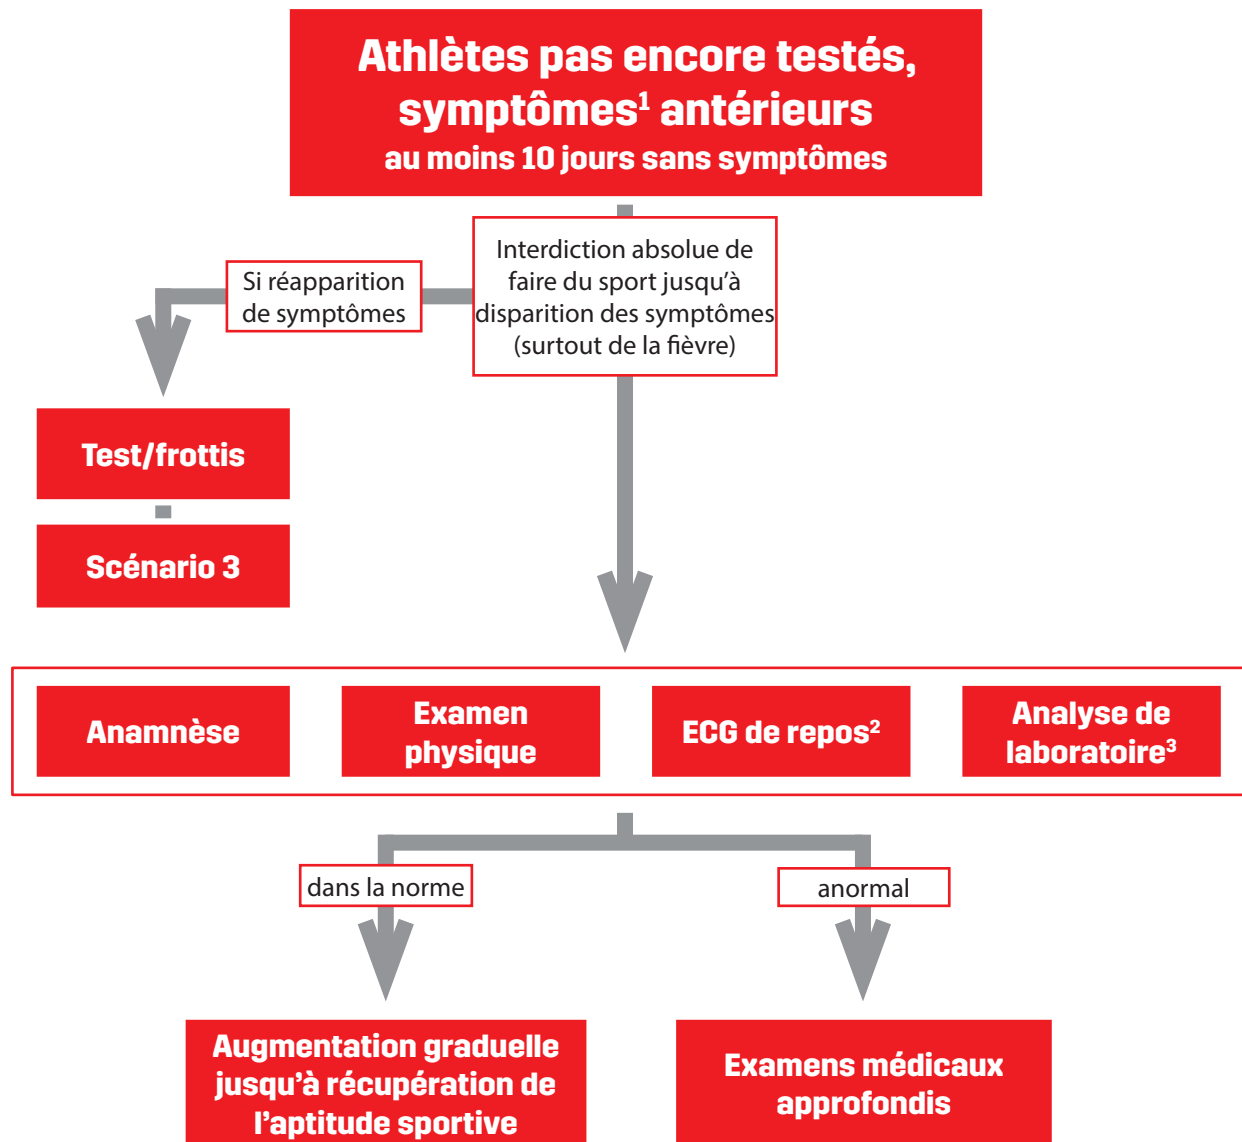 Athlètes pas encore testés,
symptômes¹ antérieurs
au moins 10 jours sans symptômes
Interdiction absolue de
faire du sport jusqu’à
disparition des symptômes
(surtout de la fièvre)
Si réapparition
de symptômes
Test/frottis
Scénario 3
Anamnèse
Examen
physique
ECG de repos²
Analyse de
laboratoire³
dans la norme
anormal
Augmentation graduelle
jusqu’à récupération de
l’aptitude sportive
Examens médicaux
approfondis